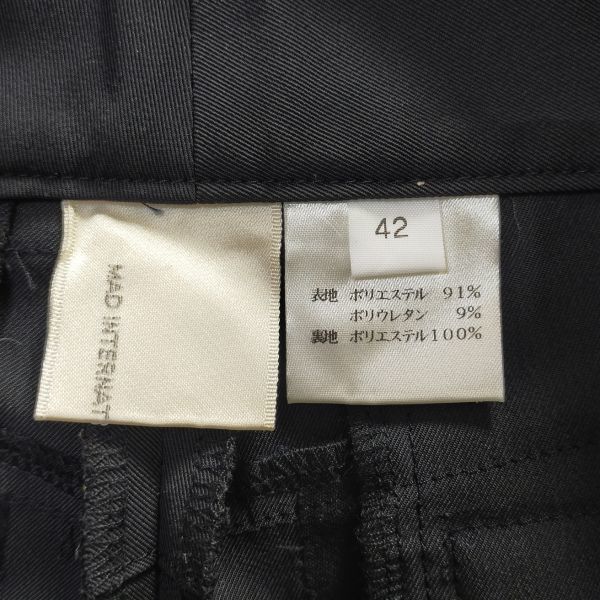 MAD INTERNAT
42
表地 ポリエステル 91%
ポリウレタン 9%
裏地 ポリエステル100%